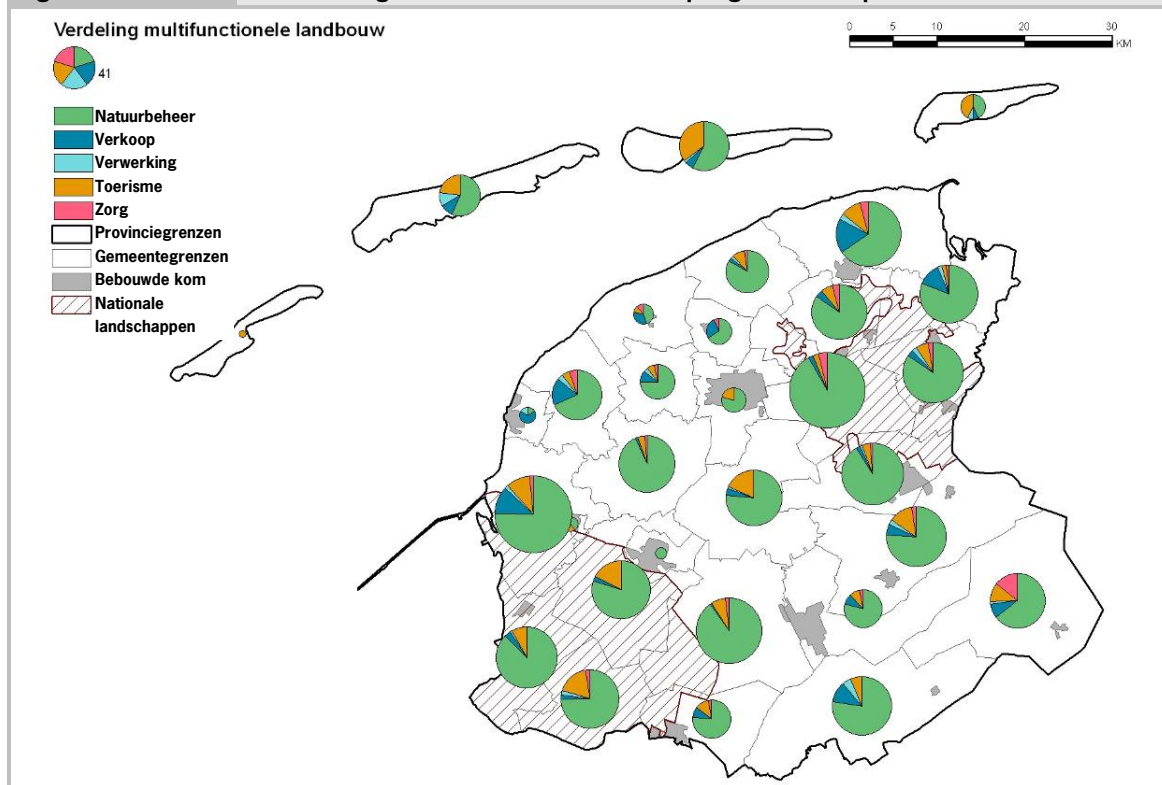 Verdeling multifunctionele landbouw
41
Natuurbeheer
Verkoop
Verwerking
Toerisme
Zorg
Provinciegrenzen
Gemeentegrenzen
Bebouwde kom
Nationale
landschappen
0 5 10 20 30
KM